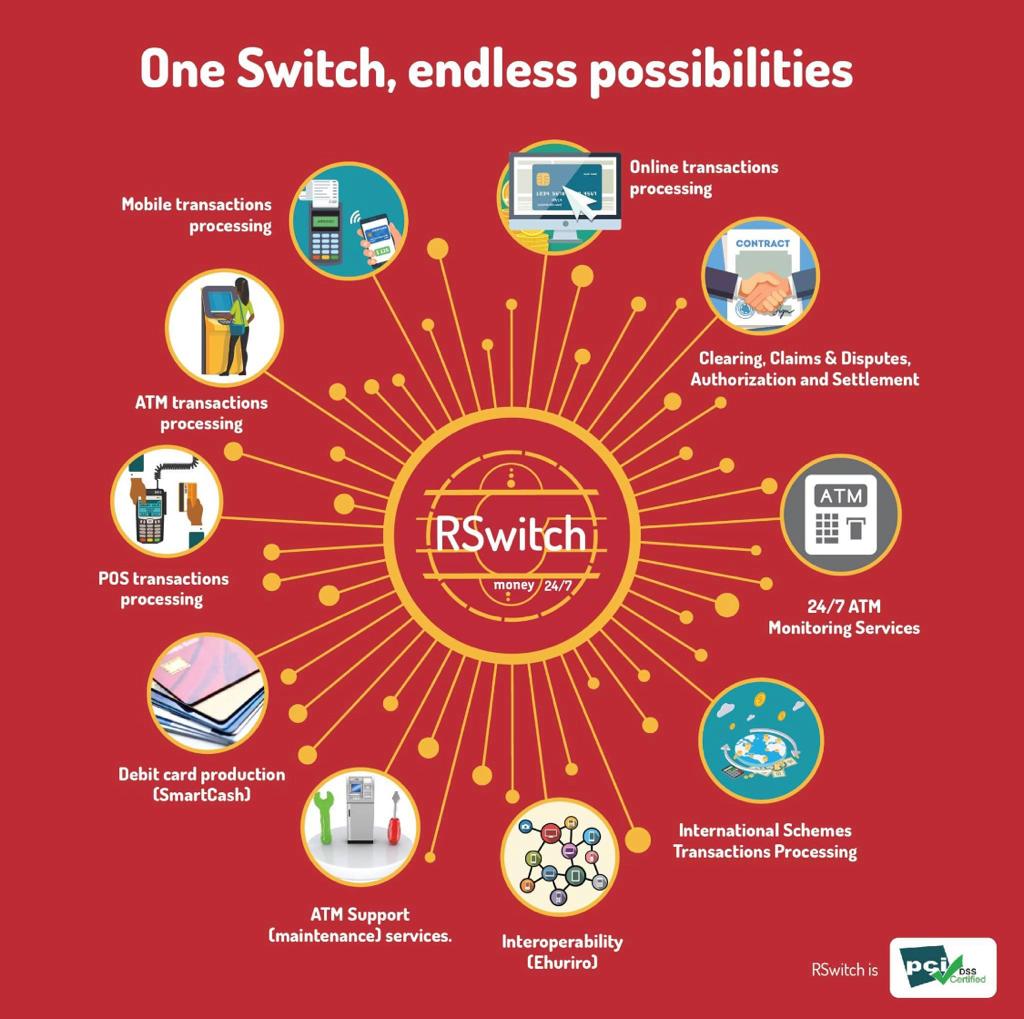 One Switch, endless possibilities
Online transactions
processing
Mobile transactions
processing
CONTRACT
Clearing, Claims & Disputes,
Authorization and Settlement
ATM transactions
processing
ATM
24/7 ATM
Monitoring Services
RSwitch
money 24/7
POS transactions
processing
Debit card production
(SmartCash)
International Schemes
Transactions Processing
ATM Support
(maintenance) services.
Interoperability
(Ehuriro)
RSwitch is
pci DSS
Certified